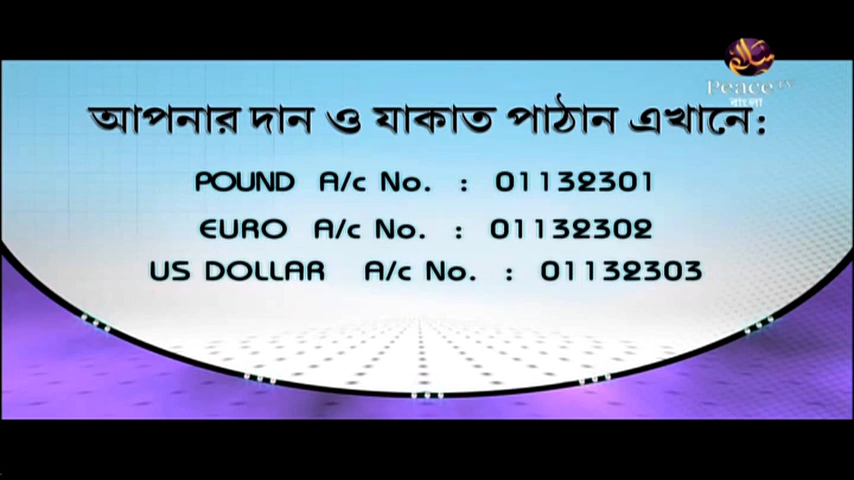 Peace TV
বাংলা
আপনার দান ও যাকাত পাঠান এখানে:
POUND A/c No. : 01132301
EURO A/c No. : 01132302
US DOLLAR A/c No. : 01132303